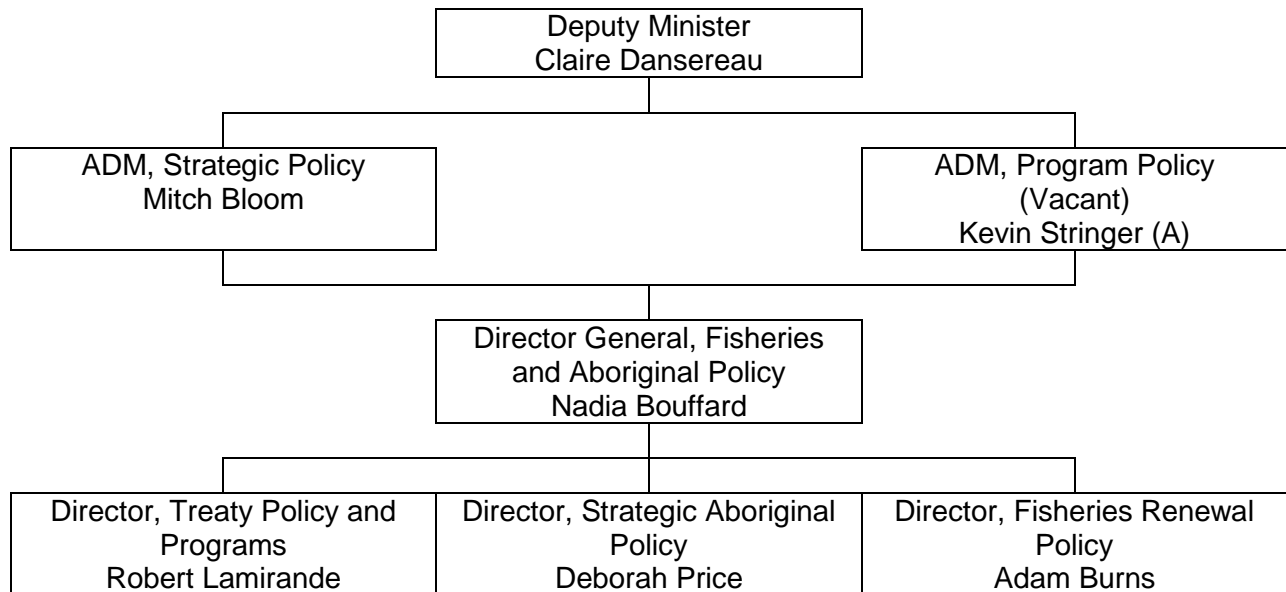 Deputy Minister
Claire Dansereau
ADM, Strategic Policy
Mitch Bloom
ADM, Program Policy
(Vacant)
Kevin Stringer (A)
Director General, Fisheries
and Aboriginal Policy
Nadia Bouffard
Director, Treaty Policy and
Programs
Robert Lamirande
Director, Strategic Aboriginal
Policy
Deborah Price
Director, Fisheries Renewal
Policy
Adam Burns